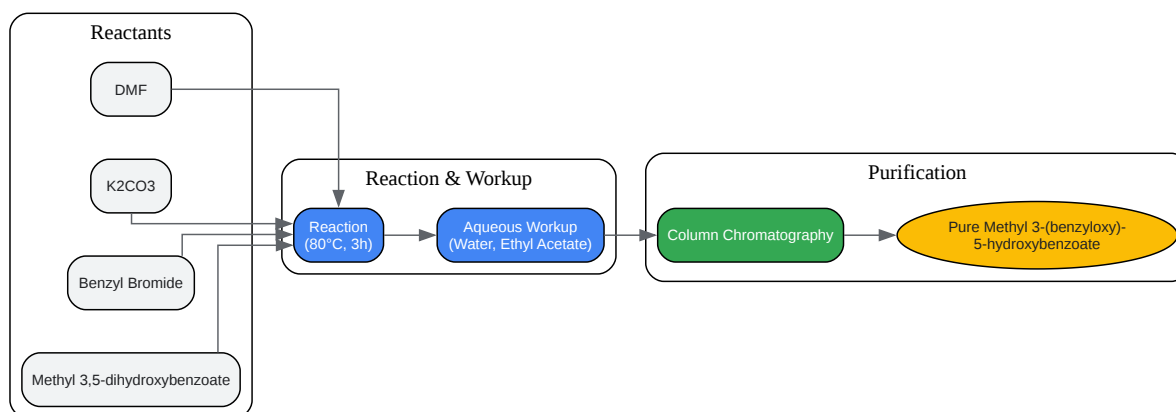 Reactants
DMF
K2CO3
Benzyl Bromide
Methyl 3,5-dihydroxybenzoate
Reaction & Workup
Reaction
(80°C, 3h)
Aqueous Workup
(Water, Ethyl Acetate)
Purification
Column Chromatography
Pure Methyl 3-(benzyloxy)-
5-hydroxybenzoate